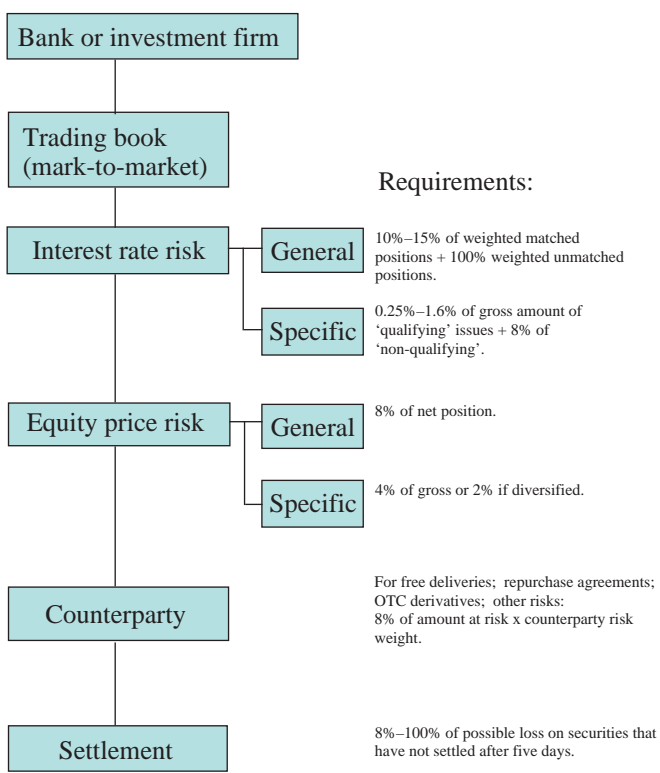 Bank or investment firm
Trading book
(mark-to-market)
Requirements:
Interest rate risk
General
10%–15% of weighted matched
positions + 100% weighted unmatched
positions.
Specific
0.25%–1.6% of gross amount of
‘qualifying’ issues + 8% of
‘non-qualifying’.
Equity price risk
General
8% of net position.
Specific
4% of gross or 2% if diversified.
Counterparty
For free deliveries; repurchase agreements;
OTC derivatives; other risks:
8% of amount at risk x counterparty risk
weight.
Settlement
8%–100% of possible loss on securities that
have not settled after five days.